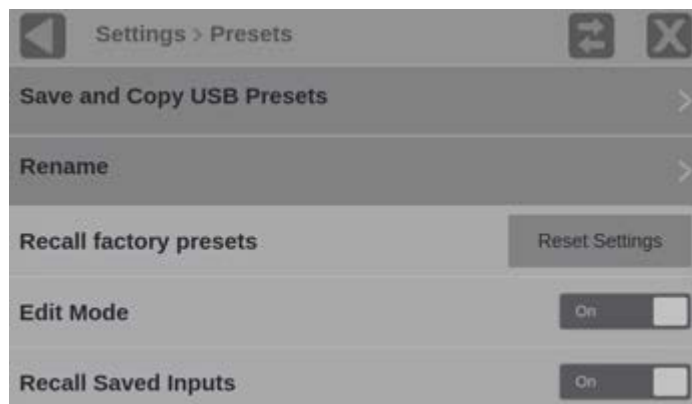 Settings > Presets
Save and Copy USB Presets
Rename
Recall factory presets Reset Settings
Edit Mode On
Recall Saved Inputs On